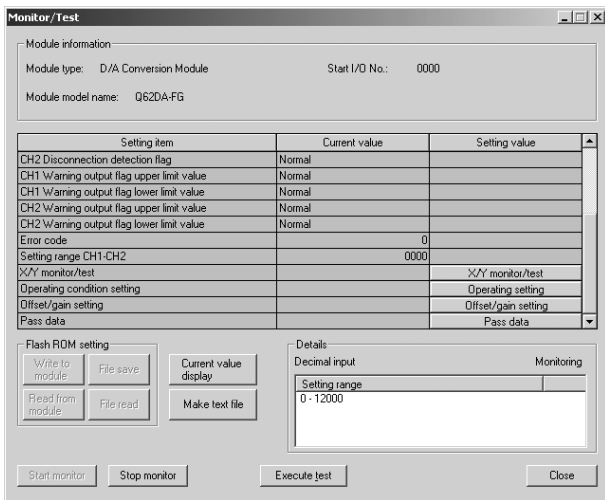 Monitor/Test
Module information
Module type: D/A Conversion Module Start I/O No.: 0000
Module model name: Q62DA-FG
Setting item Current value Setting value
CH2 Disconnection detection flag Normal
CH1 Warning output flag upper limit value Normal
CH1 Warning output flag lower limit value Normal
CH2 Warning output flag upper limit value Normal
CH2 Warning output flag lower limit value Normal
Error code 0
Setting range CH1-CH2 0000
X/Y monitor/test X/Y monitor/test
Operating condition setting Operating setting
Offset/gain setting Offset/gain setting
Pass data Pass data
Flash ROM setting
Write to
module
File save
Read from
module
File read
Current value
display
Make text file
Details
Decimal input Monitoring
Setting range
0 - 12000
Start monitor Stop monitor Execute test Close